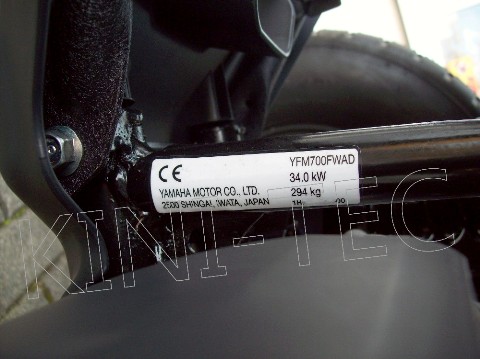 CE YFM700FWAD
34.0 kW
YAMAHA MOTOR CO., LTD. 294 kg
2500 SHINGAI, IWATA, JAPAN
KINI-TEC